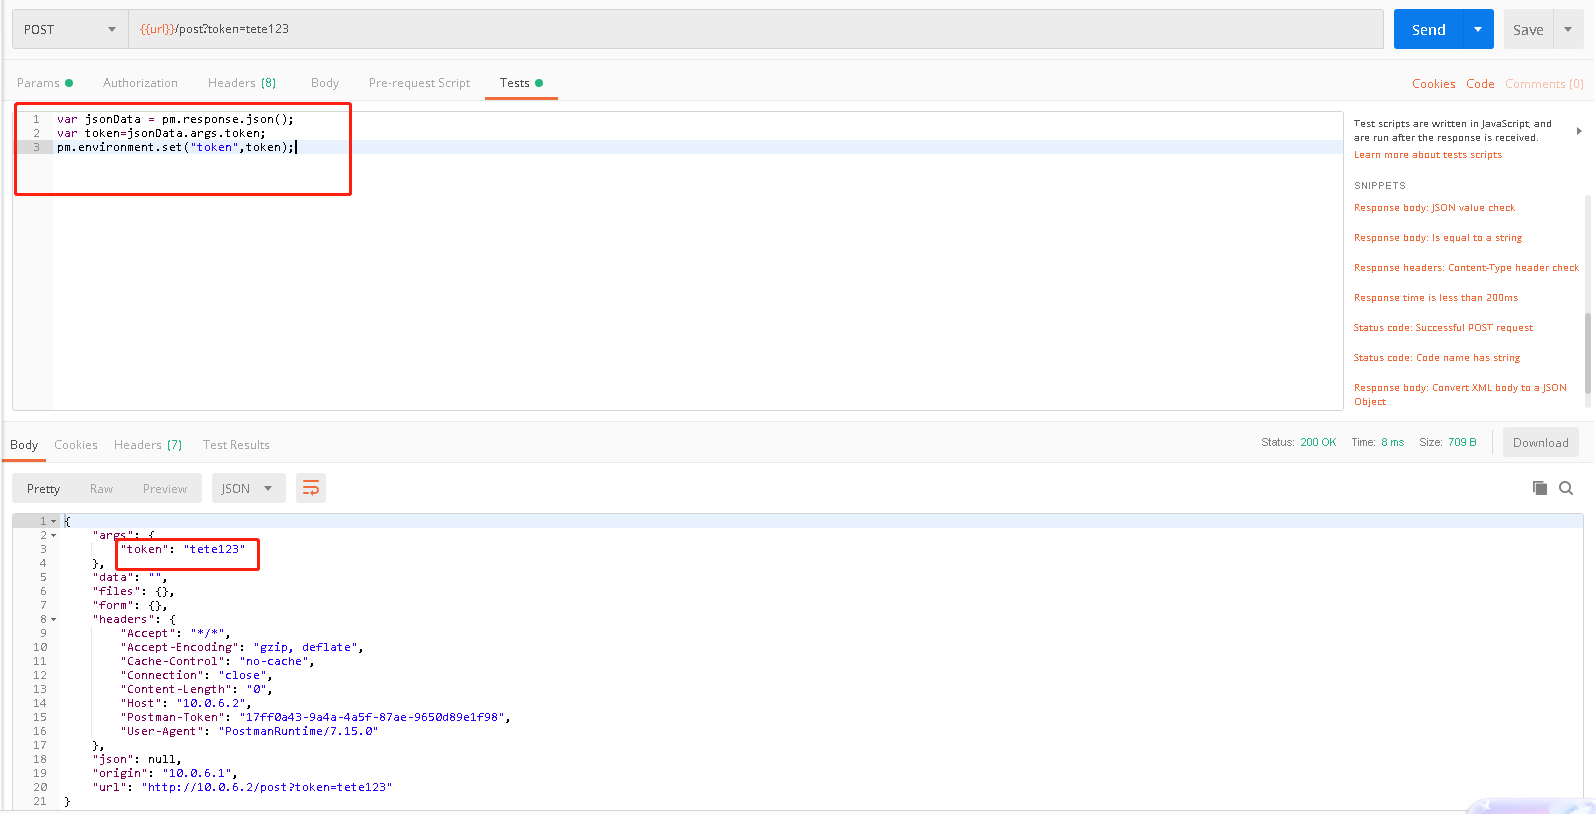 POST
{{url}}/post?token=tete123
Send
Save
Params
Authorization
Headers (8)
Body
Pre-request Script
Tests
Cookies
Code
Comments (0)
1 var jsonData = pm.response.json();
2 var token=jsonData.args.token;
3 pm.environment.set("token",token);
Test scripts are written in JavaScript, and
are run after the response is received.
Learn more about tests scripts
SNIPPETS
Response body: JSON value check
Response body: Is equal to a string
Response headers: Content-Type header check
Response time is less than 200ms
Status code: Successful POST request
Status code: Code name has string
Response body: Convert XML body to a JSON
Object
Body
Cookies
Headers (7)
Test Results
Status: 200 OK
Time: 8 ms
Size: 709 B
Download
Pretty
Raw
Preview
JSON
1 {
2 "args": {
3 "token": "tete123"
4 },
5 "data": "",
6 "files": {},
7 "form": {},
8 "headers": {
9 "Accept": "*/*",
10 "Accept-Encoding": "gzip, deflate",
11 "Cache-Control": "no-cache",
12 "Connection": "close",
13 "Content-Length": "0",
14 "Host": "10.0.6.2",
15 "Postman-Token": "17ff0a43-9a4a-4a5f-87ae-9650d89e1f98",
16 "User-Agent": "PostmanRuntime/7.15.0"
17 },
18 "json": null,
19 "origin": "10.0.6.1",
20 "url": "http://10.0.6.2/post?token=tete123"
21 }